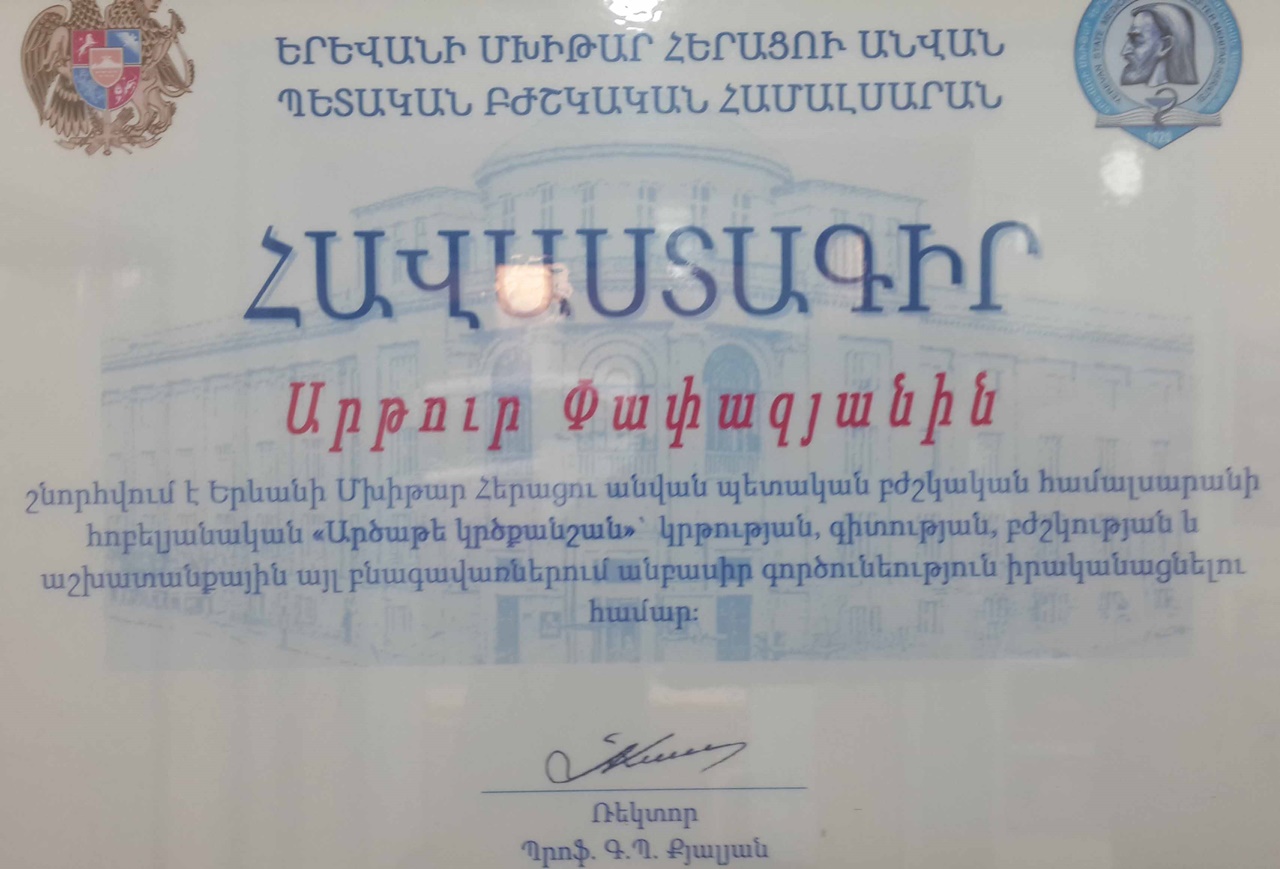 ԵՐԵՎԱՆԻ ՄԽԻԹԱՐ ՀԵՐԱՑՈՒ ԱՆՎԱՆ
ՊԵՏԱԿԱՆ ԲԺՇԿԱԿԱՆ ՀԱՄԱԼՍԱՐԱՆ
ՀԱՎԱՍՏԱԳԻՐ
Արթուր Փափազյանին
շնորհվում է Երևանի Մխիթար Հերացու անվան պետական բժշկական համալսարանի
հոբելյանական «Արծաթե կրծքանշան»՝ կրթության, գիտության, բժշկության և
աշխատանքային այլ բնագավառներում անբասիր գործունեություն իրականացնելու
համար:
Ռեկտոր
Պրոֆ. Գ.Պ. Քյալյան